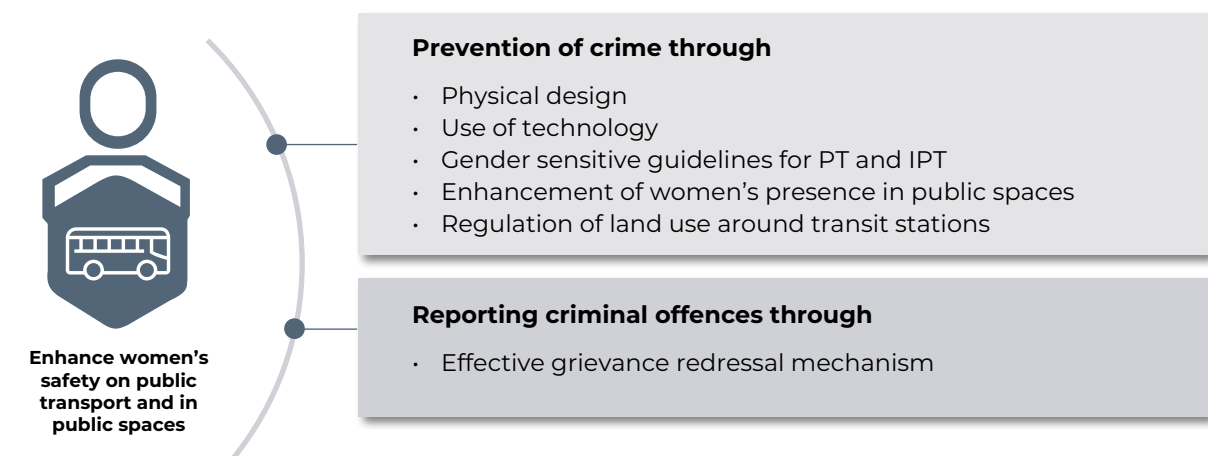 Prevention of crime through
· Physical design
· Use of technology
· Gender sensitive guidelines for PT and IPT
· Enhancement of women’s presence in public spaces
· Regulation of land use around transit stations
Reporting criminal offences through
· Effective grievance redressal mechanism
Enhance women’s
safety on public
transport and in
public spaces